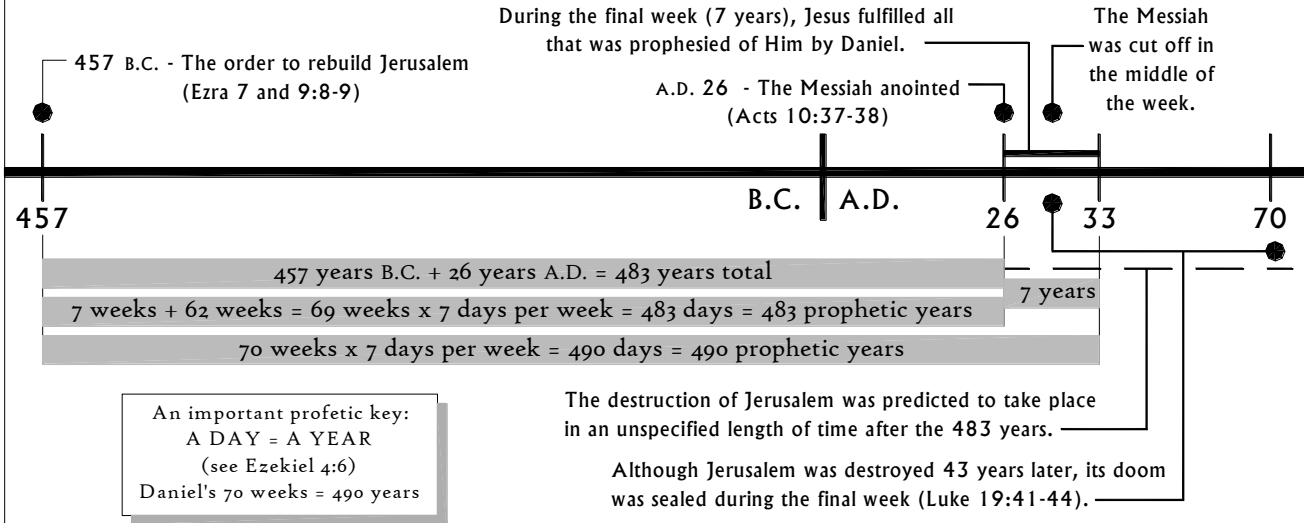 During the final week (7 years), Jesus fulfilled all
that was prophesied of Him by Daniel.
The Messiah
was cut off in
the middle of
the week.
457 B.C. - The order to rebuild Jerusalem
(Ezra 7 and 9:8-9)
A.D. 26 - The Messiah anointed
(Acts 10:37-38)
B.C. A.D.
457 26 33 70
457 years B.C. + 26 years A.D. = 483 years total
7 years
7 weeks + 62 weeks = 69 weeks x 7 days per week = 483 days = 483 prophetic years
70 weeks x 7 days per week = 490 days = 490 prophetic years
An important profetic key:
A DAY = A YEAR
(see Ezekiel 4:6)
Daniel's 70 weeks = 490 years
The destruction of Jerusalem was predicted to take place
in an unspecified length of time after the 483 years.
Although Jerusalem was destroyed 43 years later, its doom
was sealed during the final week (Luke 19:41-44).